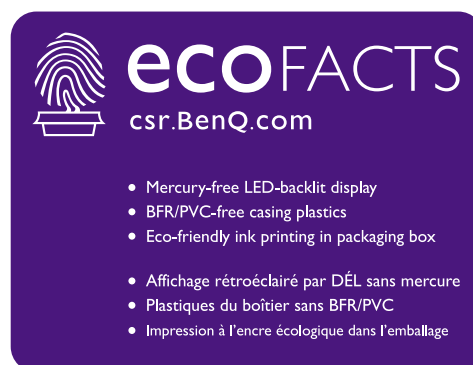 ecoFACTS
csr.BenQ.com
• Mercury-free LED-backlit display
• BFR/PVC-free casing plastics
• Eco-friendly ink printing in packaging box
• Affichage rétroéclairé par DÉL sans mercure
• Plastiques du boîtier sans BFR/PVC
• Impression à l'encre écologique dans l'emballage